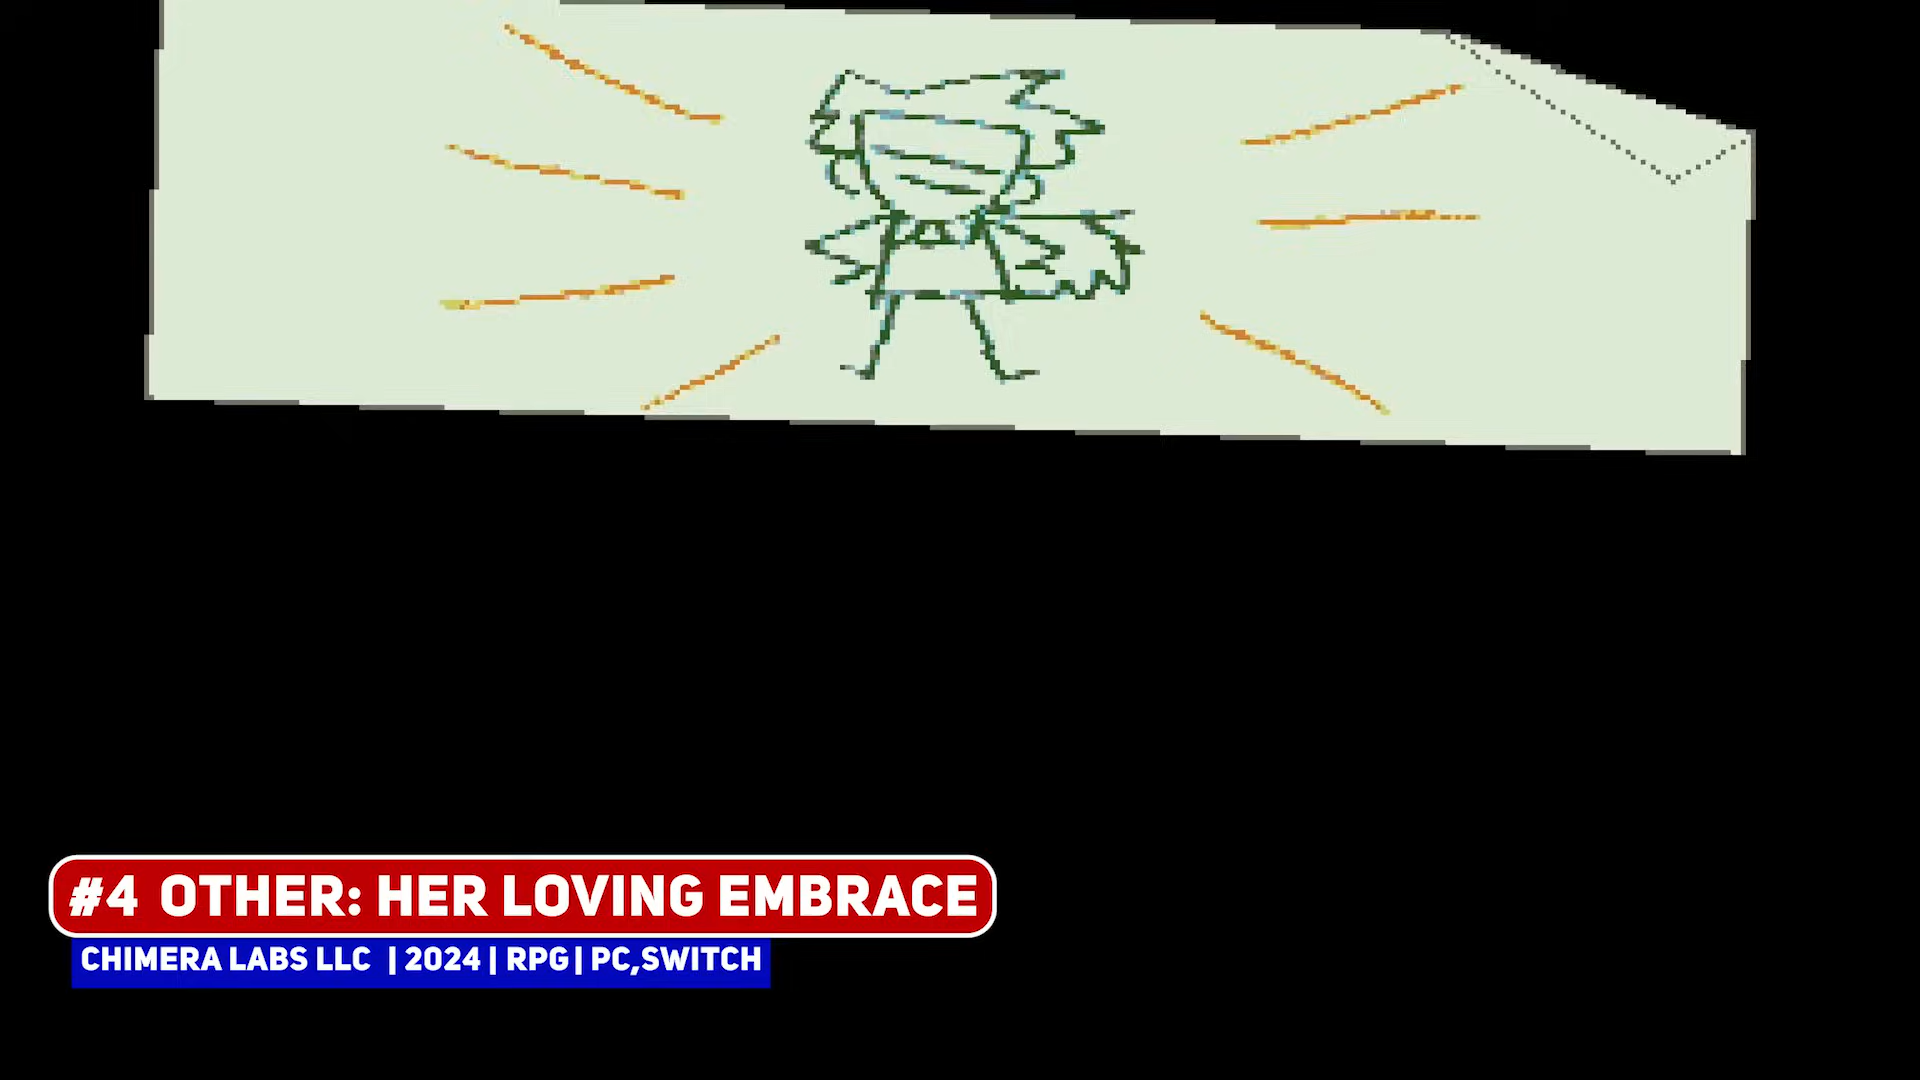 #4 OTHER: HER LOVING EMBRACE
CHIMERA LABS LLC | 2024 | RPG | PC,SWITCH